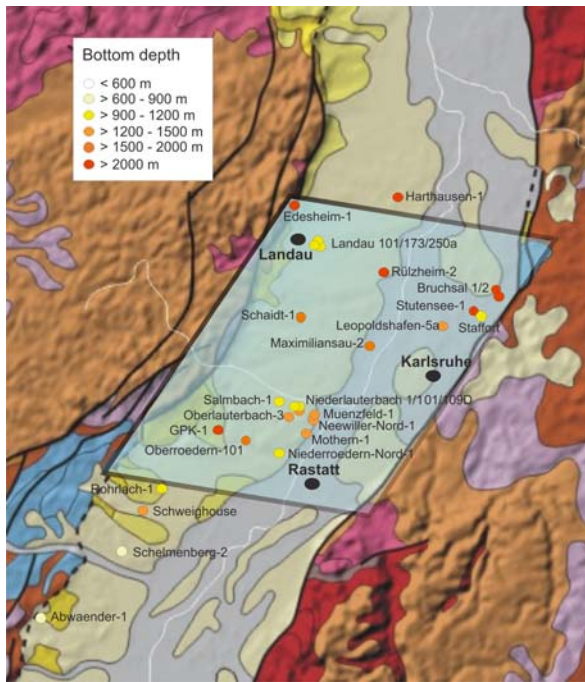 Bottom depth
< 600 m
> 600 - 900 m
> 900 - 1200 m
> 1200 - 1500 m
> 1500 - 2000 m
> 2000 m
Harthausen-1
Edesheim-1
Landau 101/173/250a
Landau
Rülzheim-2
Bruchsal 1/2
Stutensee-1
Schaidt-1
Leopoldshafen-5a
Staffort
Maximiliansau-2
Karlsruhe
Salmbach-1
Niederlauterbach 1/101/109D
Oberlauterbach-3
Muenzfeld-1
GPK-1
Neewiller-Nord-1
Oberroedern-101
Mothern-1
Niederroedern-Nord-1
Rastatt
Rohrlach-1
Schweighouse
Schelmenberg-2
Abwaender-1